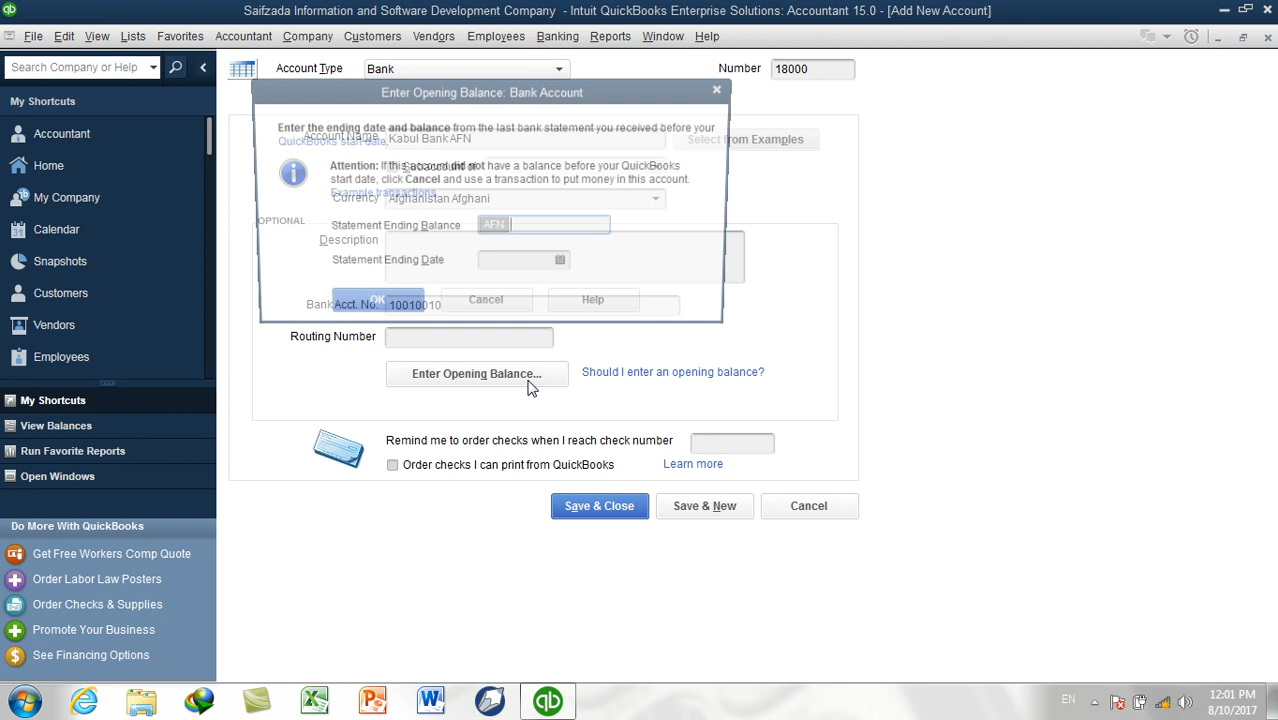 Saifzada Information and Software Development Company - Intuit QuickBooks Enterprise Solutions: Accountant 15.0 - [Add New Account]
File Edit View Lists Favorites Accountant Company Customers Vendors Employees Banking Reports Window Help
Search Company or Help
My Shortcuts
Accountant
Home
My Company
Calendar
Snapshots
Customers
Vendors
Employees
My Shortcuts
View Balances
Run Favorite Reports
Open Windows
Do More With QuickBooks
Get Free Workers Comp Quote
Order Labor Law Posters
Order Checks & Supplies
Promote Your Business
See Financing Options
Account Type Bank Number 18000
Enter Opening Balance: Bank Account
Enter the ending date and balance from the last bank statement you received before your
QuickBooks start date.
Attention: If this account did not have a balance before your QuickBooks
start date, click Cancel and use a transaction to put money in this account.
Example transactions
Statement Ending Balance AFN
Statement Ending Date
OK Cancel Help
Account Name Kabul Bank AFN Select from Examples
Subaccount of
Currency Afghanistan Afghani
OPTIONAL
Description
Bank Acct. No. 10010010
Routing Number
Enter Opening Balance... Should I enter an opening balance?
Remind me to order checks when I reach check number
Order checks I can print from QuickBooks Learn more
Save & Close Save & New Cancel
EN
12:01 PM
8/10/2017